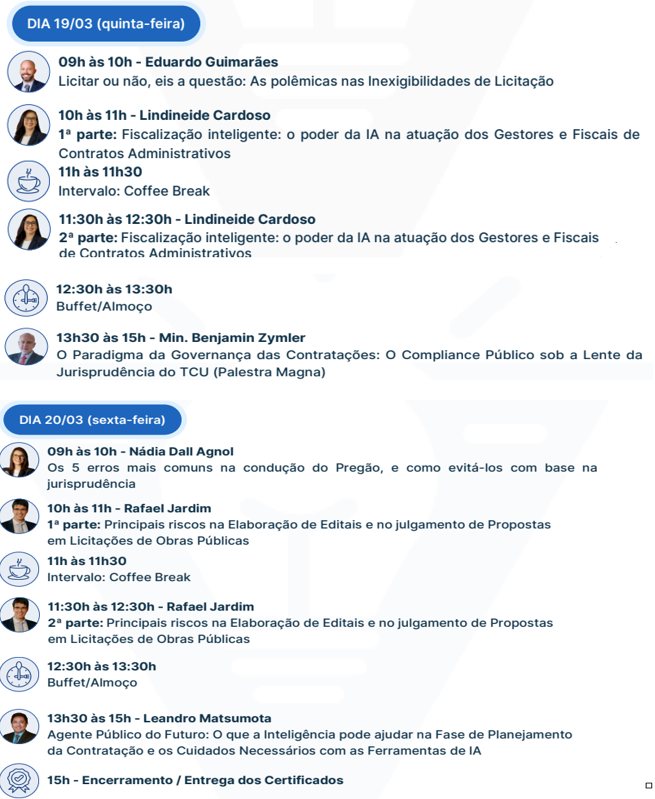 DIA 19/03 (quinta-feira)
09h às 10h - Eduardo Guimarães
Licitar ou não, eis a questão: As polêmicas nas Inexigibilidades de Licitação
10h às 11h - Lindineide Cardoso
1ª parte: Fiscalização inteligente: o poder da IA na atuação dos Gestores e Fiscais de
Contratos Administrativos
11h às 11h30
Intervalo: Coffee Break
11:30h às 12:30h - Lindineide Cardoso
2ª parte: Fiscalização inteligente: o poder da IA na atuação dos Gestores e Fiscais
de Contratos Administrativos
12:30h às 13:30h
Buffet/Almoço
13h30 às 15h - Min. Benjamin Zymler
O Paradigma da Governança das Contratações: O Compliance Público sob a Lente da
Jurisprudência do TCU (Palestra Magna)
DIA 20/03 (sexta-feira)
09h às 10h - Nádia Dall Agnol
Os 5 erros mais comuns na condução do Pregão, e como evitá-los com base na
jurisprudência
10h às 11h - Rafael Jardim
1ª parte: Principais riscos na Elaboração de Editais e no julgamento de Propostas
em Licitações de Obras Públicas
11h às 11h30
Intervalo: Coffee Break
11:30h às 12:30h - Rafael Jardim
2ª parte: Principais riscos na Elaboração de Editais e no julgamento de Propostas
em Licitações de Obras Públicas
12:30h às 13:30h
Buffet/Almoço
13h30 às 15h - Leandro Matsumota
Agente Público do Futuro: O que a Inteligência pode ajudar na Fase de Planejamento
da Contratação e os Cuidados Necessários com as Ferramentas de IA
15h - Encerramento / Entrega dos Certificados